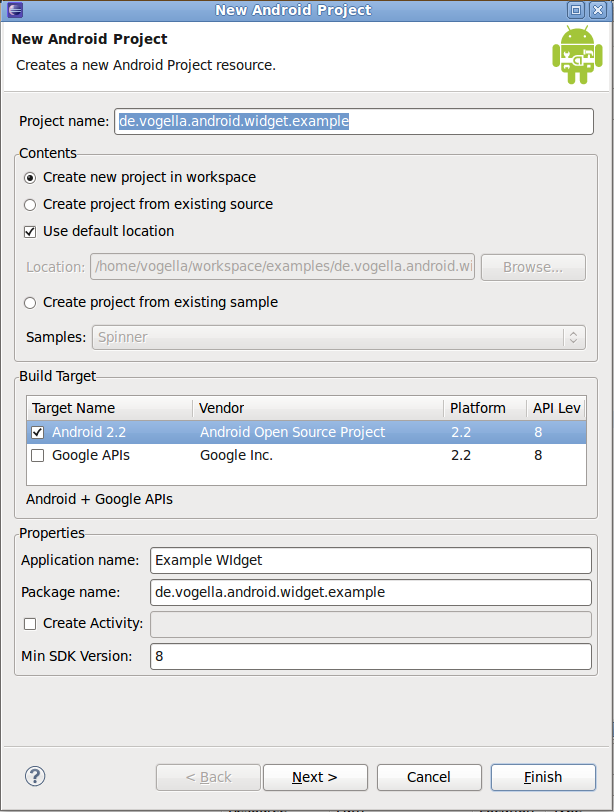 New Android Project
New Android Project
Creates a new Android Project resource.
Project name: de.vogella.android.widget.example
Contents
Create new project in workspace
Create project from existing source
Use default location
Location: /home/vogella/workspace/examples/de.vogella.android.wi Browse...
Create project from existing sample
Samples: Spinner
Build Target
Target Name Vendor Platform API Lev
Android 2.2 Android Open Source Project 2.2 8
Google APIs Google Inc. 2.2 8
Android + Google APIs
Properties
Application name: Example WIdget
Package name: de.vogella.android.widget.example
Create Activity:
Min SDK Version: 8
? < Back Next > Cancel Finish